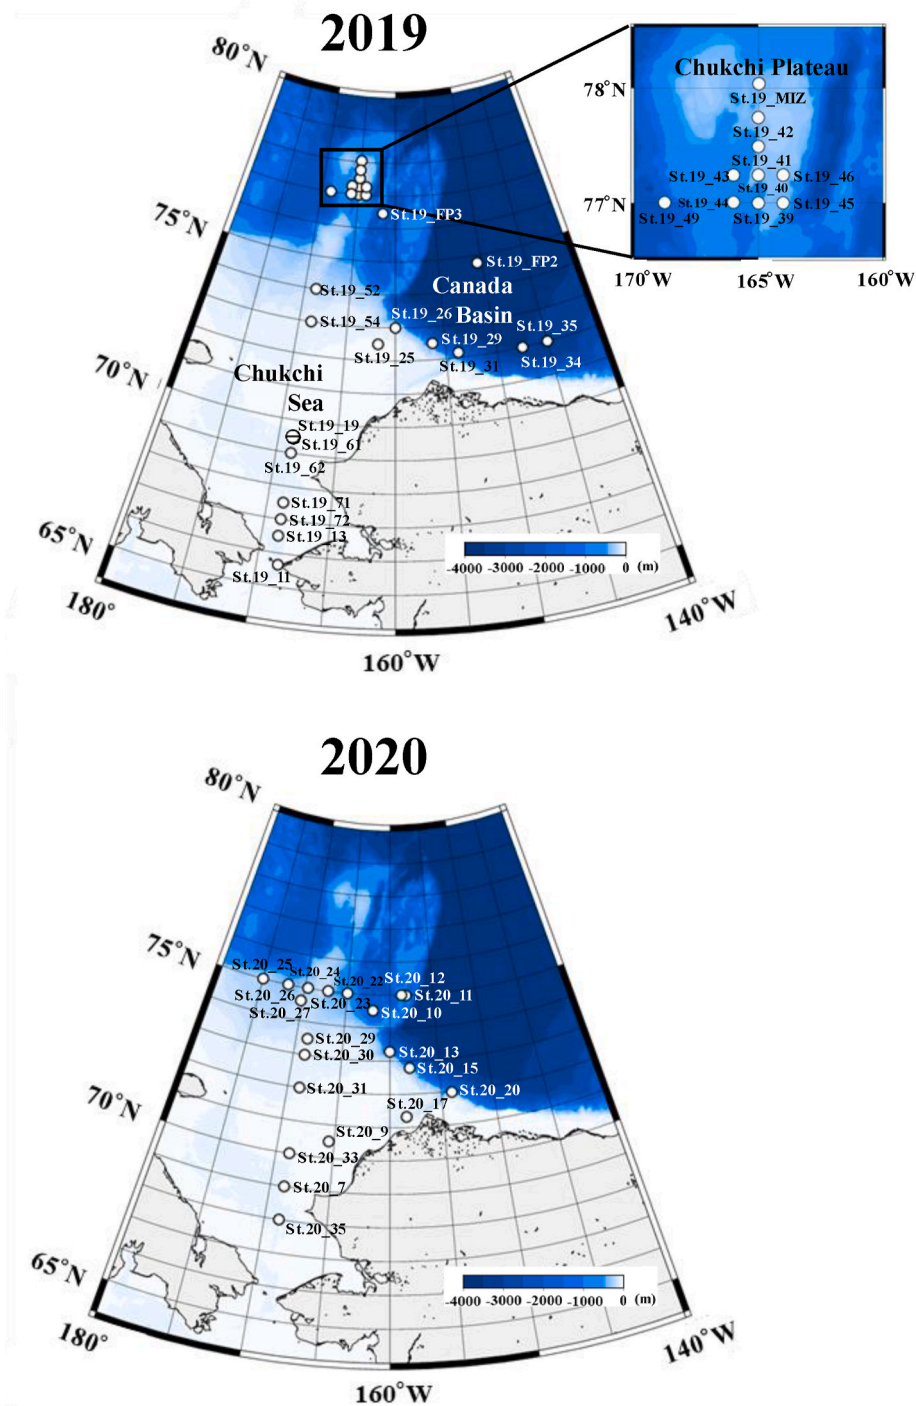 2019
80°N
Chukchi Plateau
78°N
St.19_MIZ
St.19_42
St.19_41
St.19_43
St.19_46
St.19_40
77°N
St.19_44
St.19_45
St.19_49
St.19_39
170°W
165°W
160°W
75°N
St.19_FP3
St.19_FP2
Canada
Basin
St.19_52
St.19_26
St.19_54
St.19_29
St.19_35
St.19_25
St.19_31
St.19_34
70°N
Chukchi
Sea
St.19_19
St.19_61
St.19_62
St.19_71
St.19_72
St.19_13
65°N
St.19_11
-4000 -3000 -2000 -1000 0 (m)
180°
140°W
160°W
2020
80°N
75°N
St.20_25
St.20_24
St.20_22
St.20_12
St.20_26
St.20_23
St.20_11
St.20_27
St.20_10
St.20_29
St.20_30
St.20_13
St.20_15
St.20_31
St.20_20
St.20_17
70°N
St.20_9
St.20_33
St.20_7
St.20_35
65°N
-4000 -3000 -2000 -1000 0 (m)
180°
140°W
160°W